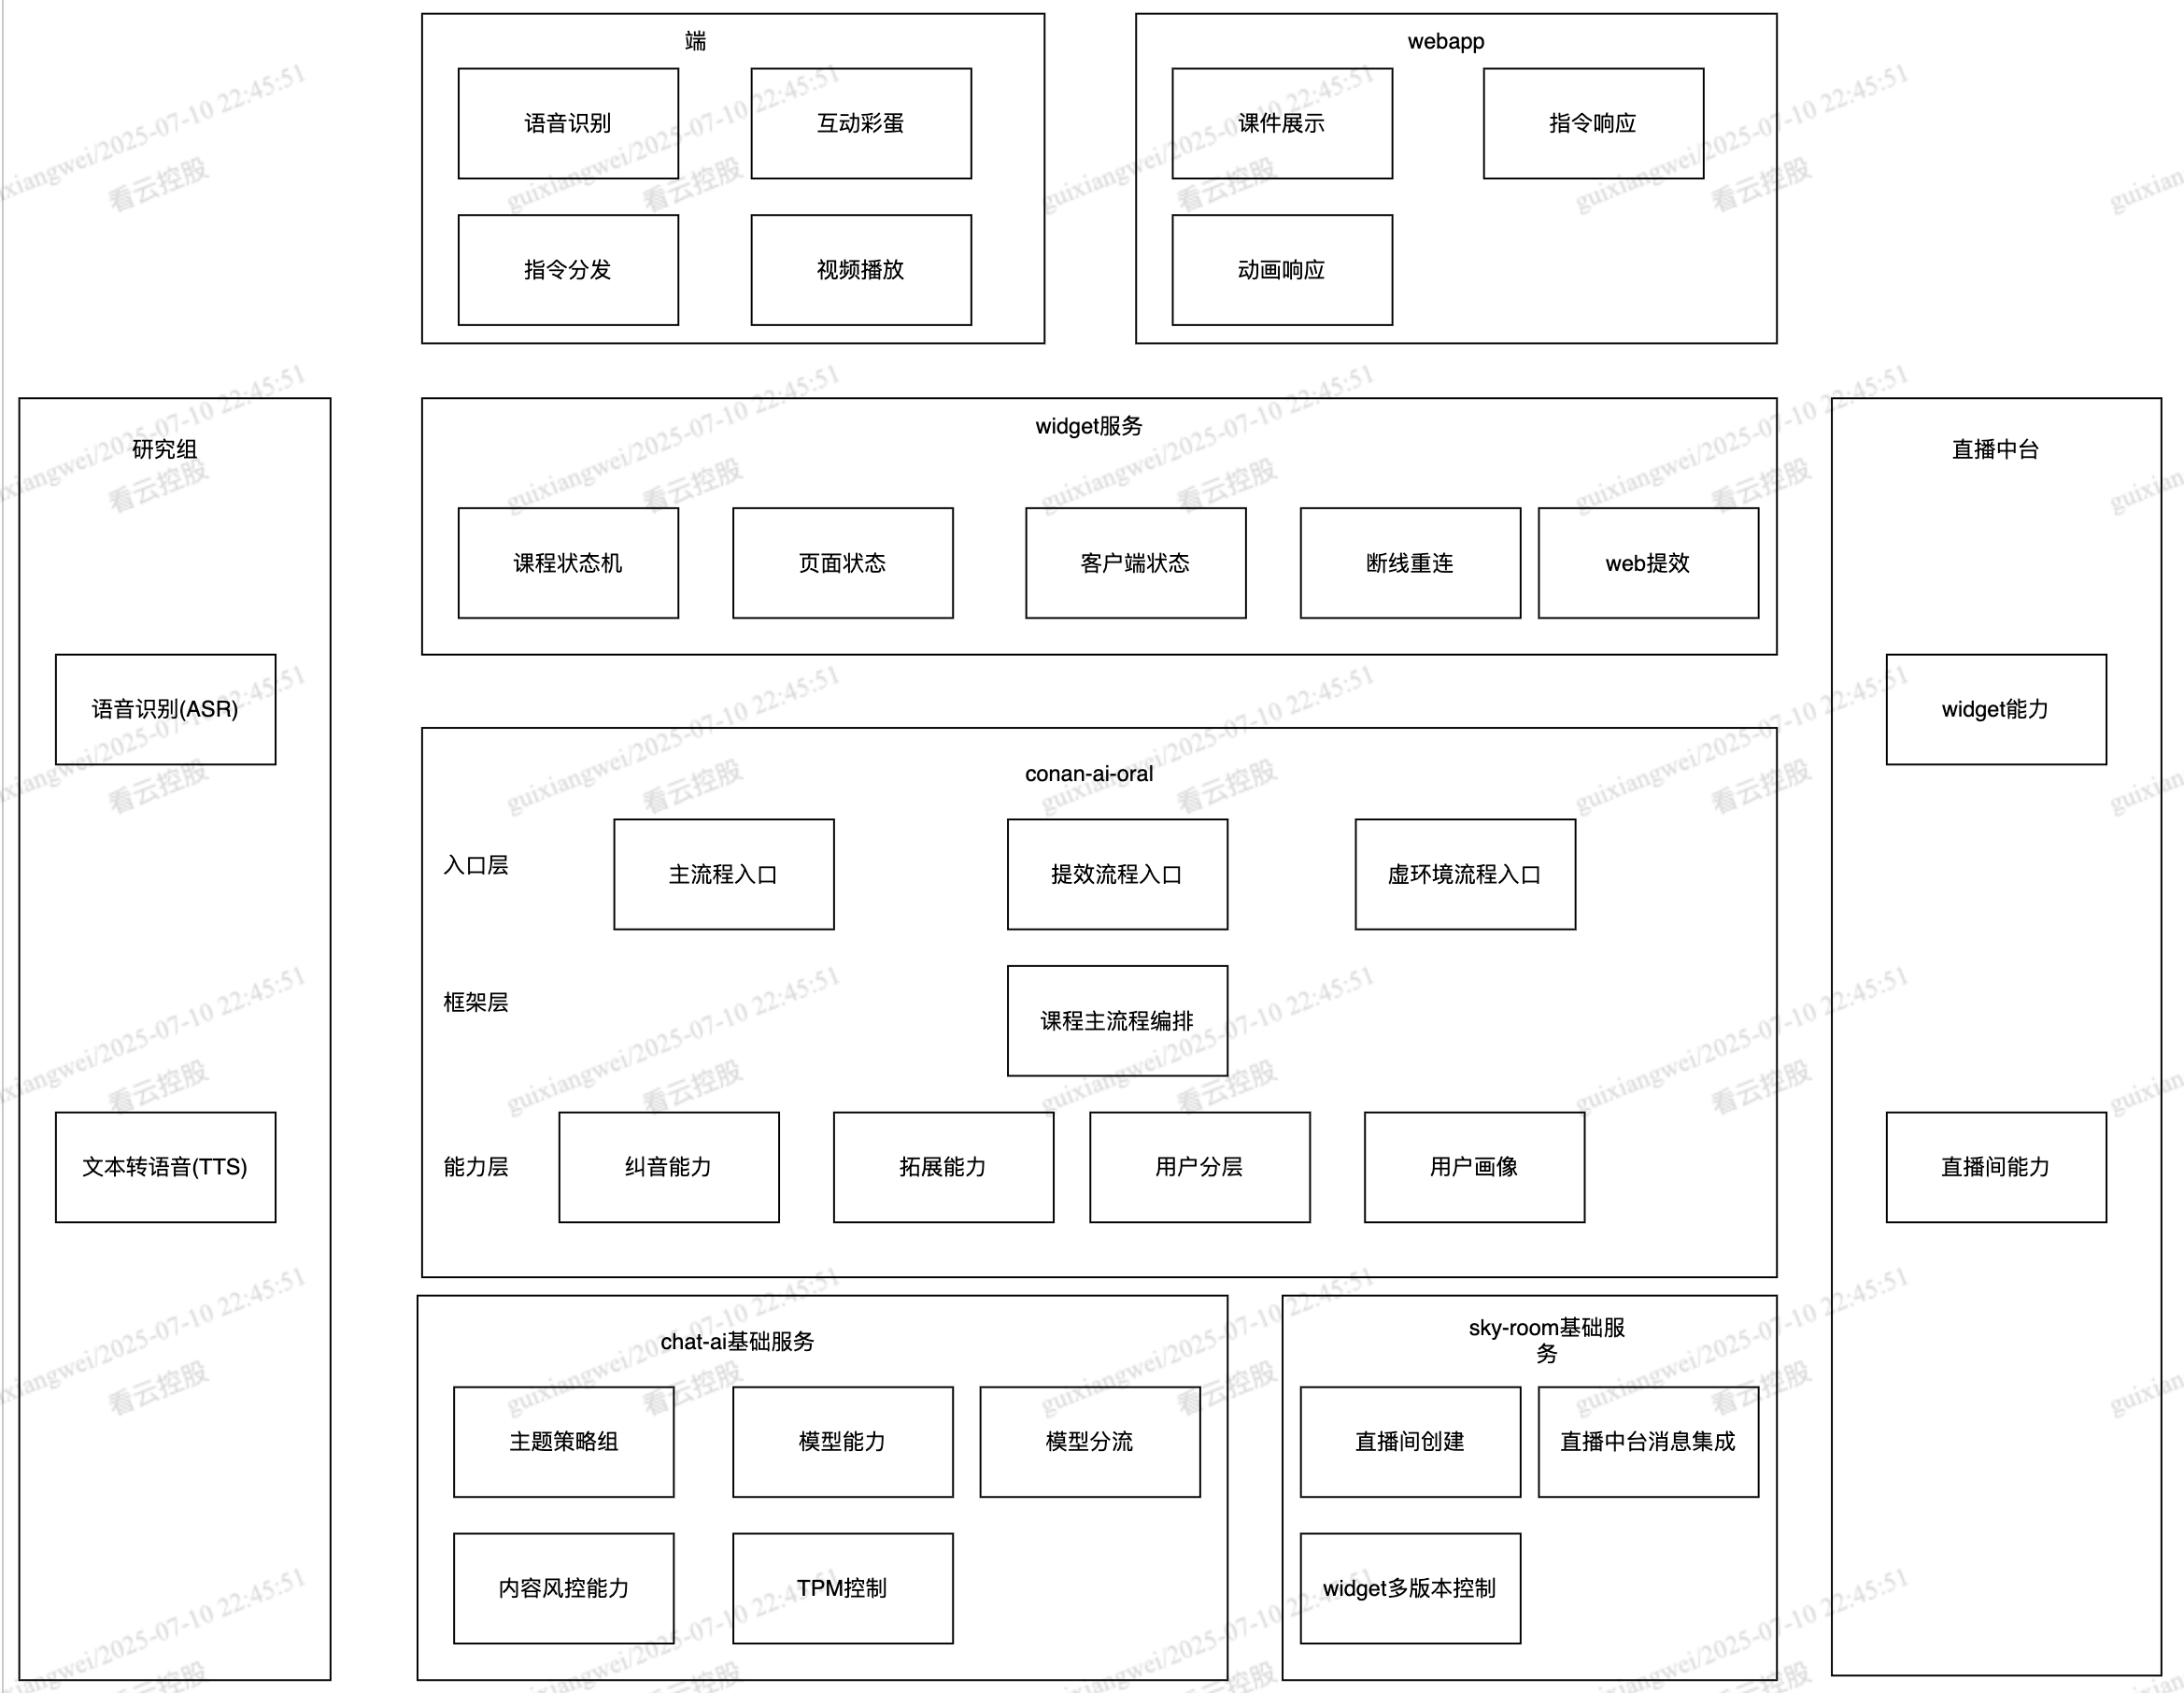 端
语音识别
互动彩蛋
指令分发
视频播放
webapp
课件展示
指令响应
动画响应
研究组
语音识别(ASR)
文本转语音(TTS)
widget服务
课程状态机
页面状态
客户端状态
断线重连
web提效
conan-ai-oral
入口层
主流程入口
提效流程入口
虚环境流程入口
框架层
课程主流程编排
能力层
纠音能力
拓展能力
用户分层
用户画像
chat-ai基础服务
主题策略组
模型能力
模型分流
内容风控能力
TPM控制
sky-room基础服
务
直播间创建
直播中台消息集成
widget多版本控制
直播中台
widget能力
直播间能力
guixiangwei/2025-07-10 22:45:51
看云控股